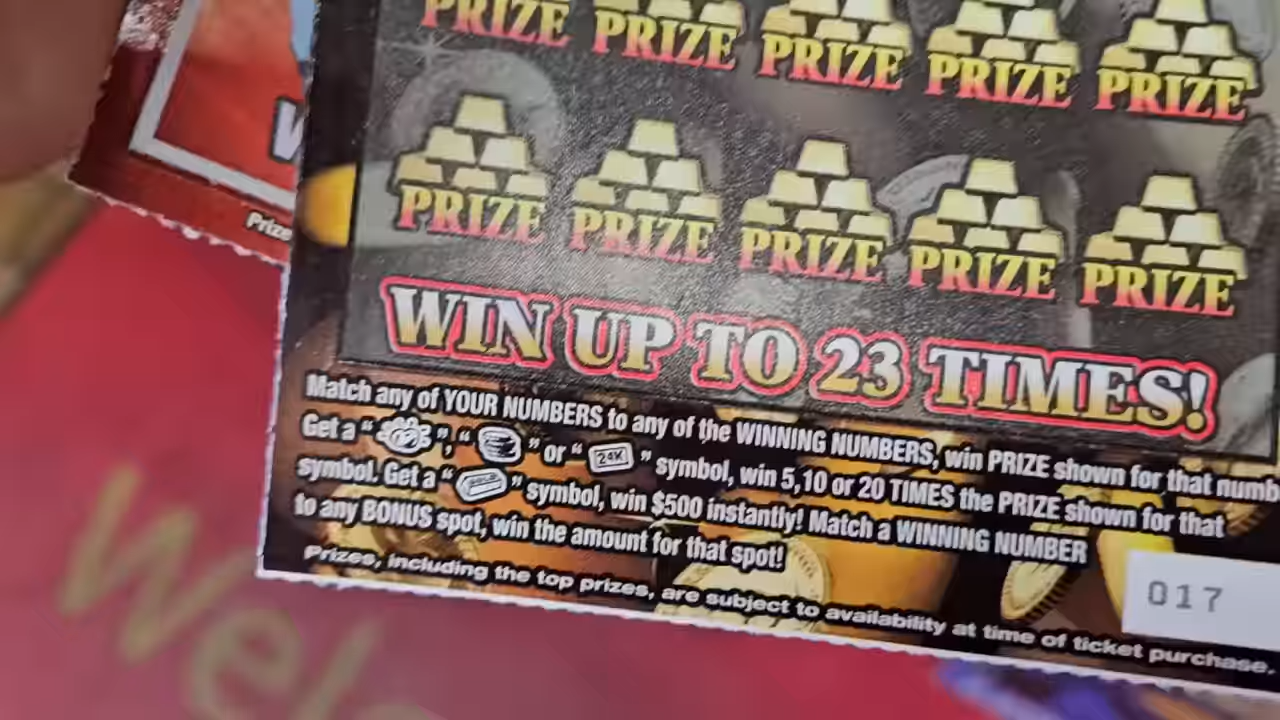 PRIZE PRIZE PRIZE PRIZE PRIZE
PRIZE PRIZE PRIZE PRIZE PRIZE
WIN UP TO 23 TIMES!
Match any of YOUR NUMBERS to any of the WINNING NUMBERS, win PRIZE shown for that numb
Get a " ", " " or " 24K " symbol, win 5,10 or 20 TIMES the PRIZE shown for that
symbol. Get a " GOLD " symbol, win $500 instantly! Match a WINNING NUMBER
to any BONUS spot, win the amount for that spot!
Prizes, including the top prizes, are subject to availability at time of ticket purchase.
017
Prize
W
Welc